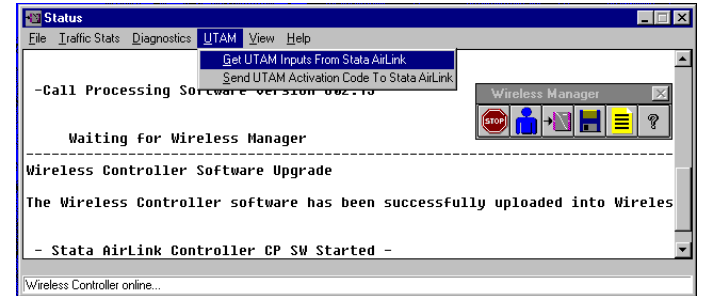 Status
File Traffic Stats Diagnostics UTAM View Help
Get UTAM Inputs From Stata AirLink
Send UTAM Activation Code To Stata AirLink
-Call Processing Software version
Wireless Manager
STOP
?
Waiting for Wireless Manager
Wireless Controller Software Upgrade
The Wireless Controller software has been successfully uploaded into Wireles
- Stata AirLink Controller CP SW Started -
Wireless Controller online...